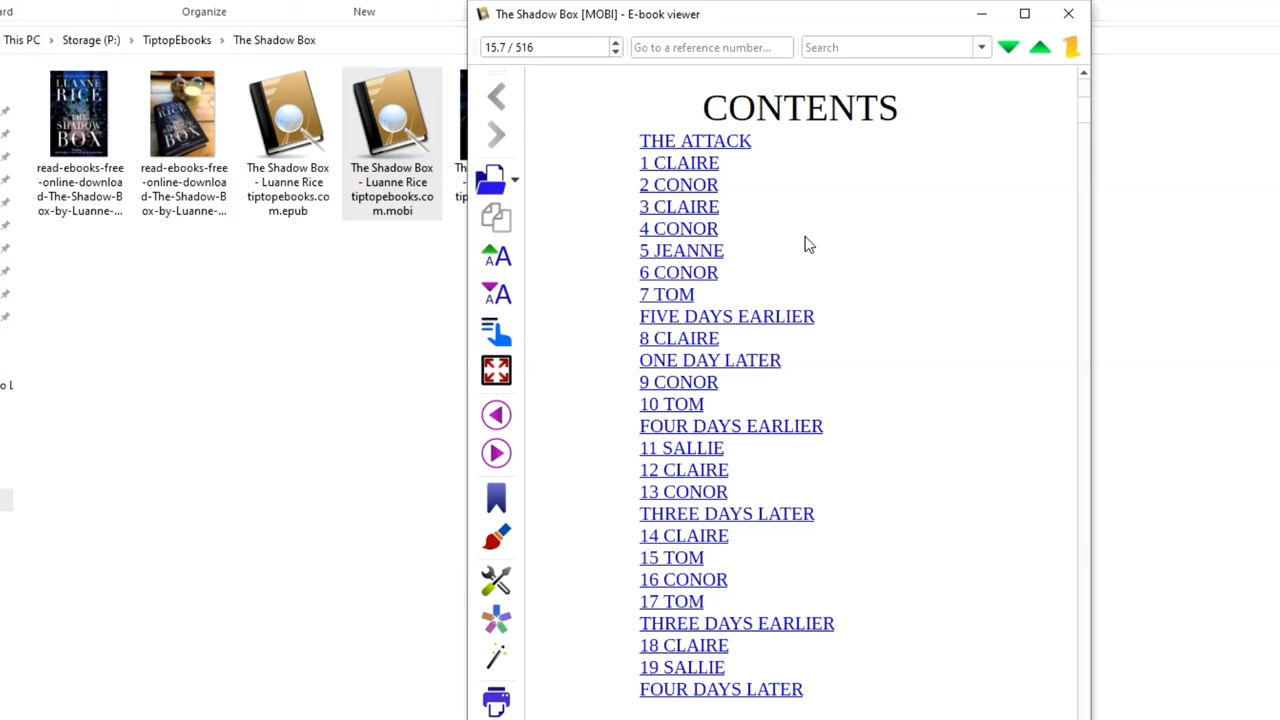 ard
Organize
New
This PC
Storage (P:)
TiptopEbooks
The Shadow Box
LUANNE
RICE
THE
SHADOW
BOX
read-ebooks-free
-online-downloa
d-The-Shadow-B
ox-by-Luanne-...
read-ebooks-free
-online-downloa
d-The-Shadow-B
ox-by-Luanne-...
The Shadow Box
- Luanne Rice
tiptopebooks.co
m.epub
The Shadow Box
- Luanne Rice
tiptopebooks.co
m.mobi
The Shadow Box [MOBI] - E-book viewer
15.7 / 516
Go to a reference number...
Search
CONTENTS
THE ATTACK
1 CLAIRE
2 CONOR
3 CLAIRE
4 CONOR
5 JEANNE
6 CONOR
7 TOM
FIVE DAYS EARLIER
8 CLAIRE
ONE DAY LATER
9 CONOR
10 TOM
FOUR DAYS EARLIER
11 SALLIE
12 CLAIRE
13 CONOR
THREE DAYS LATER
14 CLAIRE
15 TOM
16 CONOR
17 TOM
THREE DAYS EARLIER
18 CLAIRE
19 SALLIE
FOUR DAYS LATER